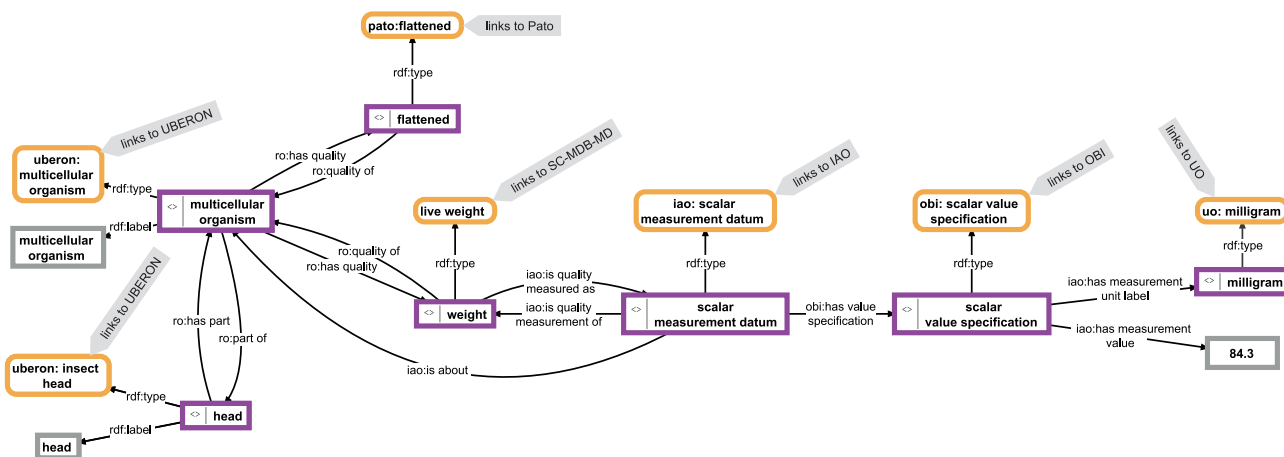 pato:flattened
links to Pato
rdf:type
<> flattened
links to UBERON
uberon:
multicellular
organism
rdf:type
ro:has quality
ro:quality of
<> multicellular
organism
rdf:label
multicellular
organism
links to SC-MDB-MD
live weight
rdf:type
links to IAO
iao: scalar
measurement datum
rdf:type
links to OBI
obi: scalar value
specification
rdf:type
links to UO
uo: milligram
rdf:type
<> milligram
ro:quality of
ro:has quality
<> weight
iao:is quality
measured as
iao:is quality
measurement of
<> scalar
measurement datum
obi:has value
specification
<> scalar
value specification
iao:has measurement
unit label
iao:has measurement
value
84.3
iao:is about
links to UBERON
ro:has part
ro:part of
uberon: insect
head
rdf:type
<> head
rdf:label
head